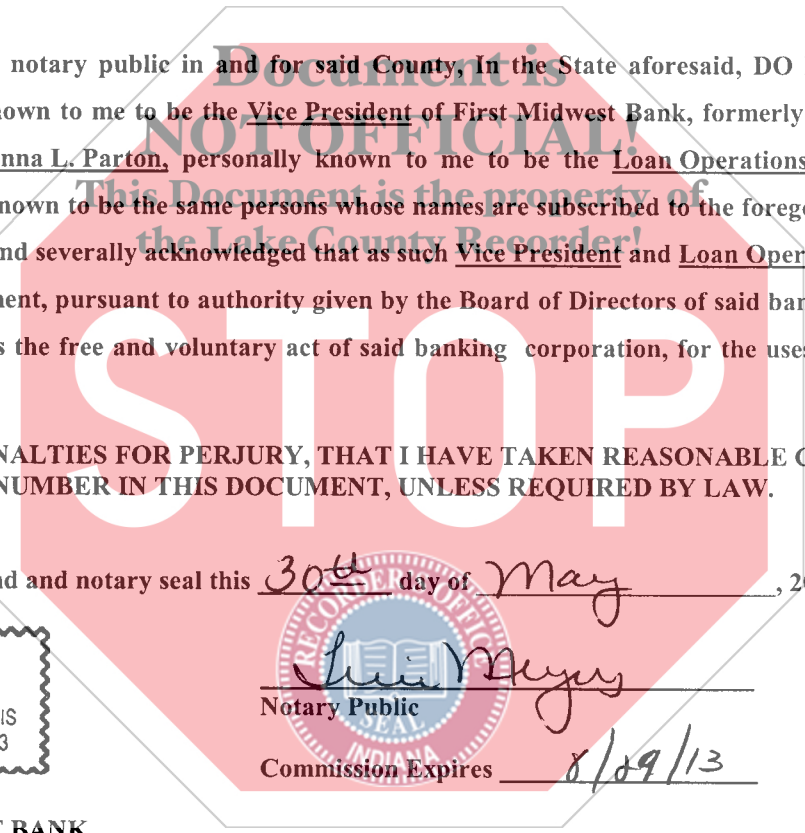 Document is
NOT OFFICIAL!
This Document is the property of
the Lake County Recorder!
STOP
notary public in and for said County, In the State aforesaid, DO
own to me to be the Vice President of First Midwest Bank, formerly
nna L. Parton, personally known to me to be the Loan Operations
nown to be the same persons whose names are subscribed to the forego
nd severally acknowledged that as such Vice President and Loan Oper
ent, pursuant to authority given by the Board of Directors of said ban
s the free and voluntary act of said banking corporation, for the uses
NALTIES FOR PERJURY, THAT I HAVE TAKEN REASONABLE C
NUMBER IN THIS DOCUMENT, UNLESS REQUIRED BY LAW.
nd and notary seal this 30th day of May, 20
RECORDER'S OFFICE
SEAL
INDIANA
Meyers
Notary Public
IS
3
Commission Expires 8/29/13
T BANK